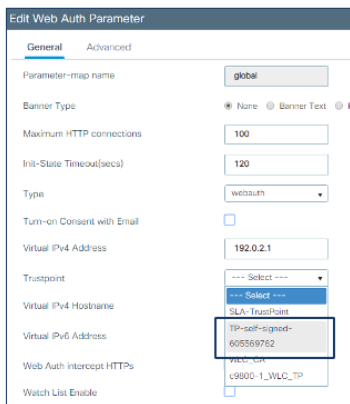 Edit Web Auth Parameter
General Advanced
Parameter-map name global
Banner Type None Banner Text
Maximum HTTP connections 100
Init-State Timeout(secs) 120
Type webauth
Turn-on Consent with Email
Virtual IPv4 Address 192.0.2.1
Trustpoint --- Select ---
--- Select ---
SLA-TrustPoint
Virtual IPv4 Hostname
TP-self-signed-
605569762
Virtual IPv6 Address
WLC_CA
Web Auth intercept HTTPs
c9800-1_WLC_TP
Watch List Enable